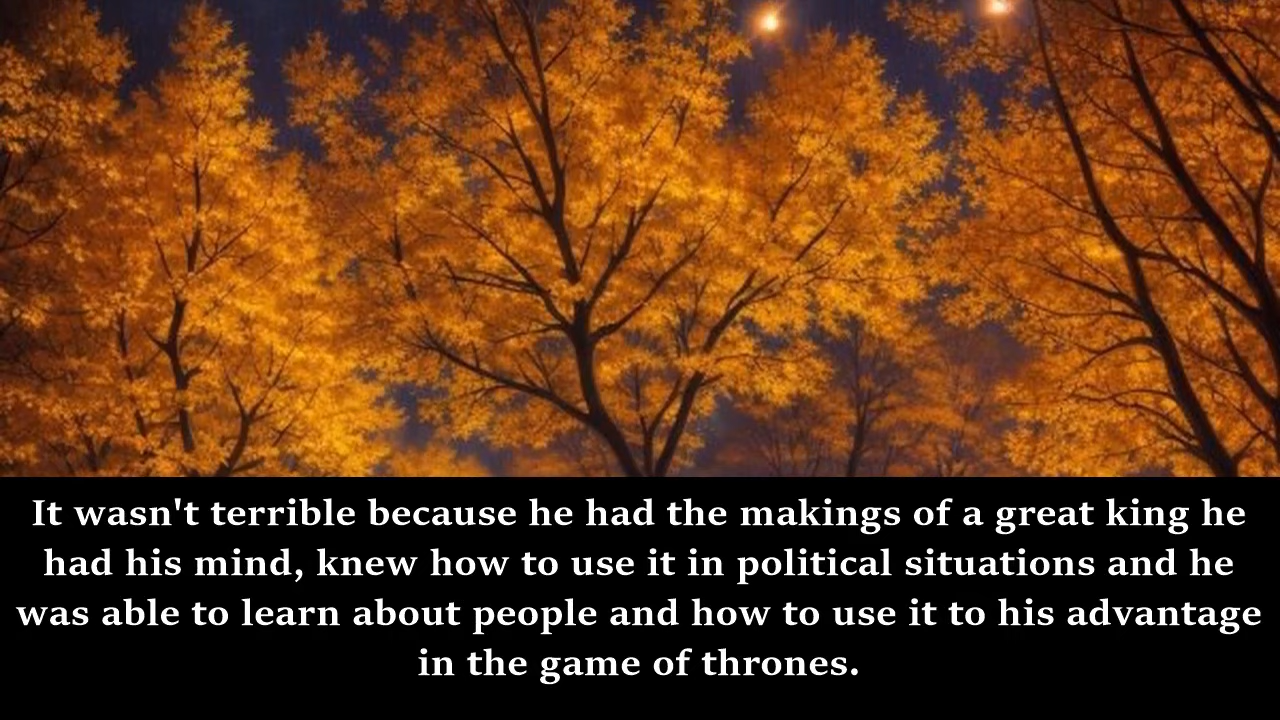 It wasn't terrible because he had the makings of a great king he
had his mind, knew how to use it in political situations and he
was able to learn about people and how to use it to his advantage
in the game of thrones.